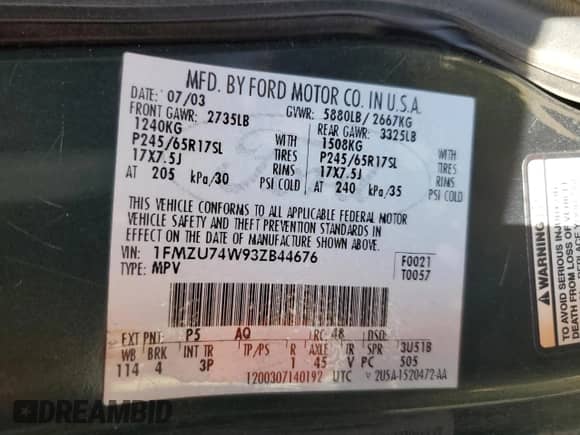 MFD. BY FORD MOTOR CO. IN U.S.A.
DATE: 07/03 GVWR: 5880LB/2667KG
FRONT GAWR: 2735LB REAR GAWR: 3325LB
1240KG WITH 1508KG WITH
P245/65R17SL TIRES P245/65R17SL TIRES
17X7.5J RIMS 17X7.5J RIMS
AT 205 kPa/30 PSI COLD AT 240 kPa/35 PSI COLD
THIS VEHICLE CONFORMS TO ALL APPLICABLE FEDERAL MOTOR
VEHICLE SAFETY AND THEFT PREVENTION STANDARDS IN
EFFECT ON THE DATE OF MANUFACTURE SHOWN ABOVE.
VIN: 1FMZU74W93ZB44676 F0021
TYPE: MPV T0057
EXT PNT: P5 AQ RC: 48 DSO:
WB BRK INT TR TP/PS R AXLE TR SPR 3U51B
114 4 3P 1 45 V PC 505
1200307140192 UTC 2U5A-1520472-AA
TO AVOID SERIOUS INJURY
DREAMBID